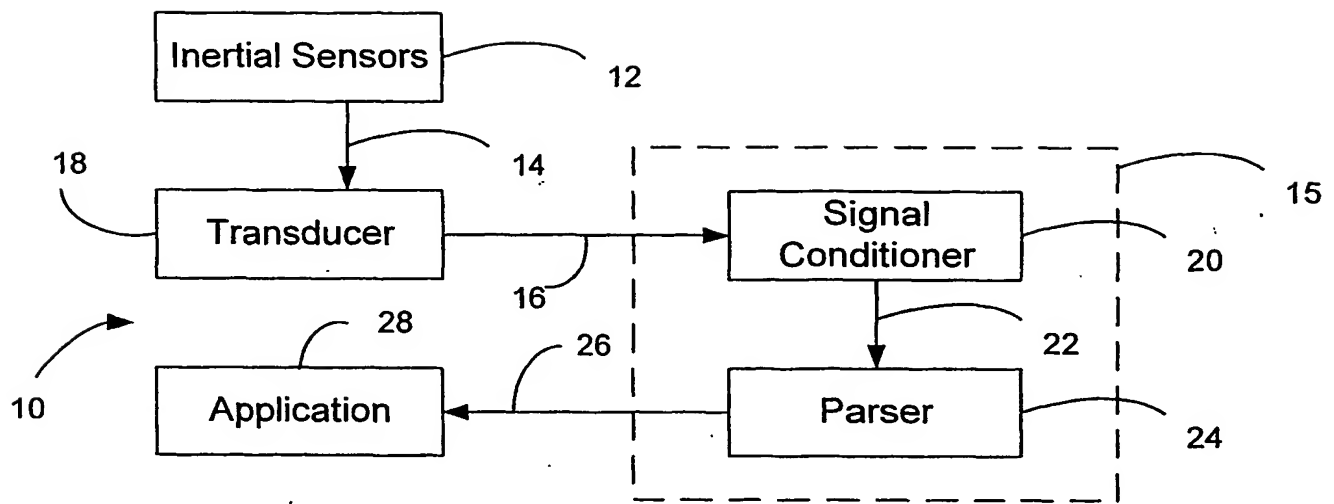 Inertial Sensors
12
14
18
Transducer
16
Signal
Conditioner
15
20
22
10
28
Application
26
Parser
24